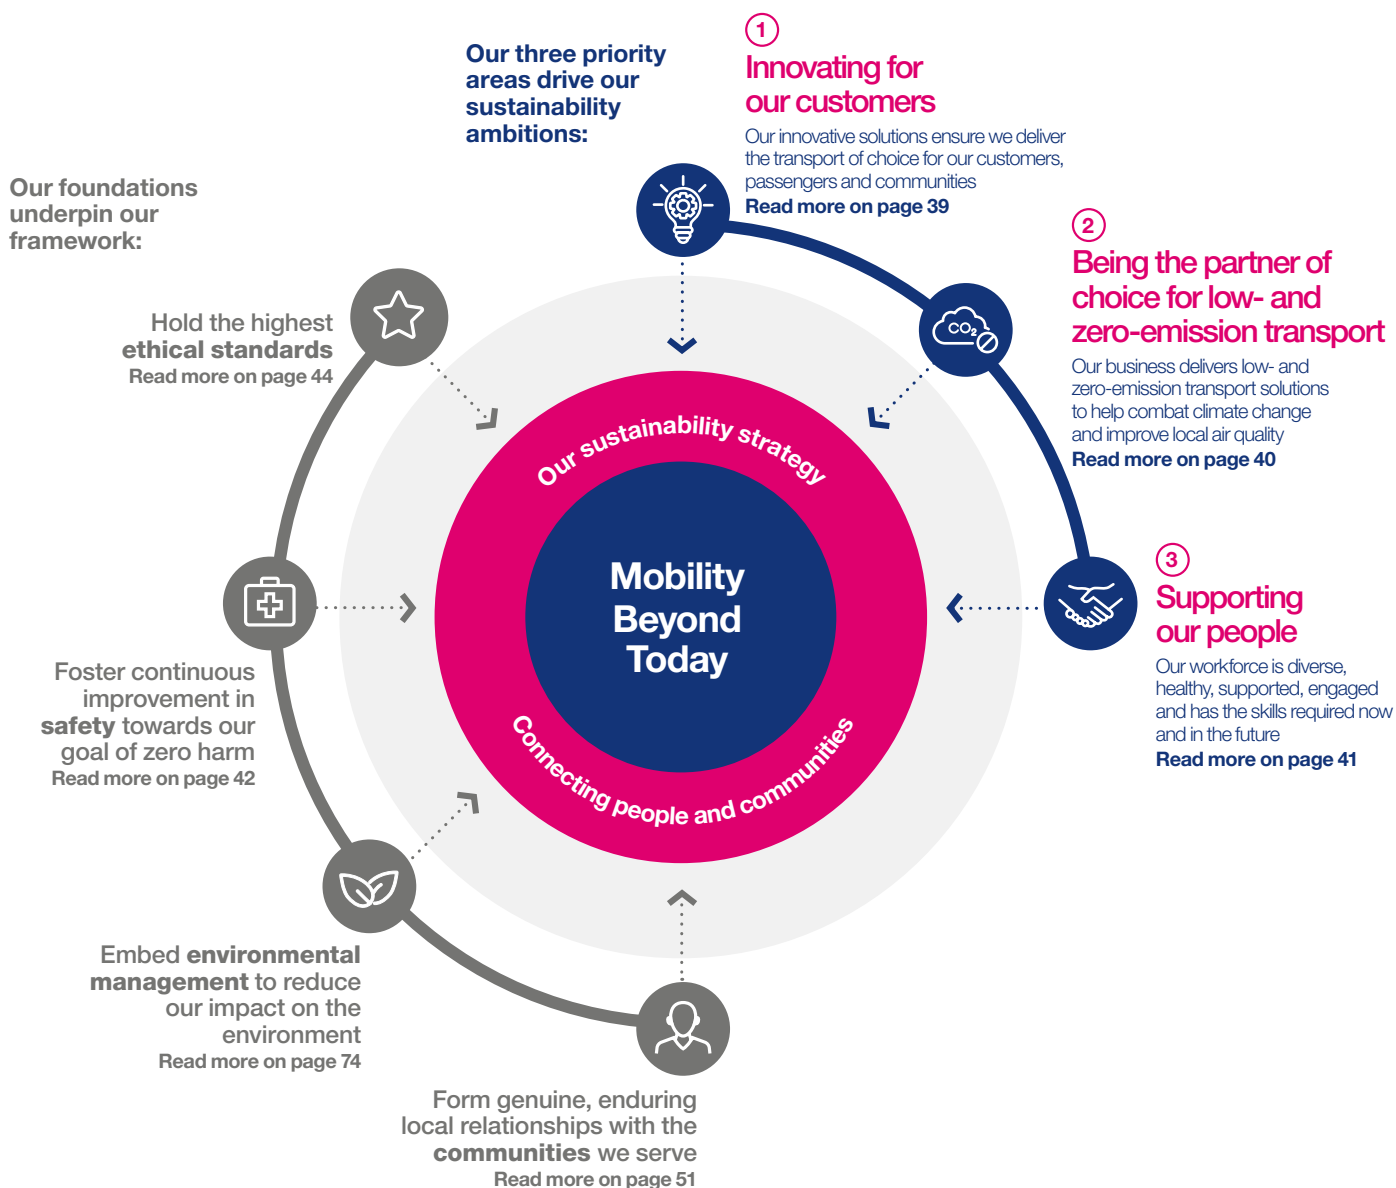 Our three priority
areas drive our
sustainability
ambitions:
1
Innovating for
our customers
Our innovative solutions ensure we deliver
the transport of choice for our customers,
passengers and communities
Read more on page 39
2
Being the partner of
choice for low- and
zero-emission transport
Our business delivers low- and
zero-emission transport solutions
to help combat climate change
and improve local air quality
Read more on page 40
CO₂
3
Supporting
our people
Our workforce is diverse,
healthy, supported, engaged
and has the skills required now
and in the future
Read more on page 41
Our foundations
underpin our
framework:
Hold the highest
ethical standards
Read more on page 44
Foster continuous
improvement in
safety towards our
goal of zero harm
Read more on page 42
Embed environmental
management to reduce
our impact on the
environment
Read more on page 74
Form genuine, enduring
local relationships with the
communities we serve
Read more on page 51
Our sustainability strategy
Mobility
Beyond
Today
Connecting people and communities